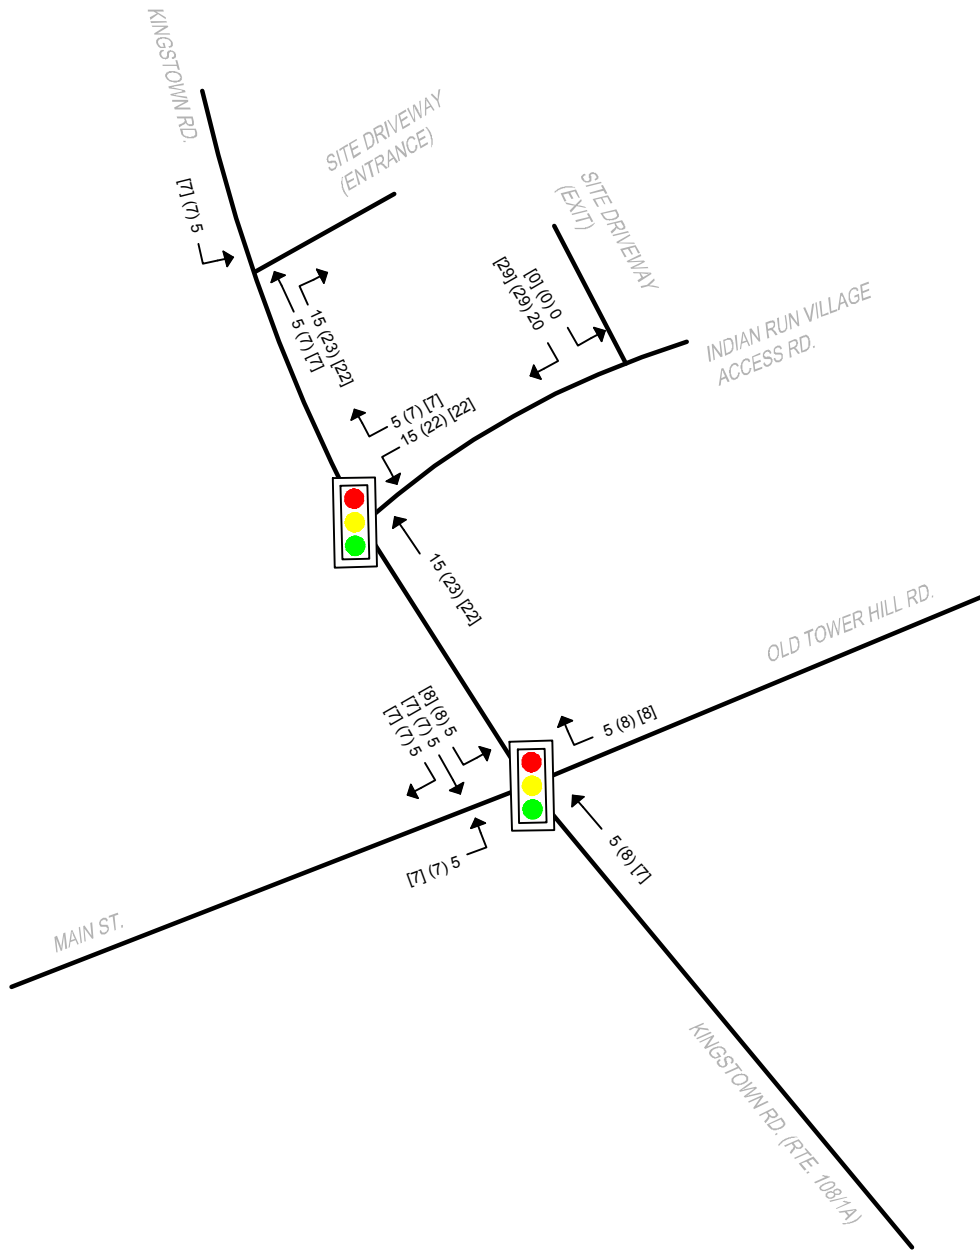 KINGSTOWN RD.
SITE DRIVEWAY
(ENTRANCE)
[7] (7) 5
SITE DRIVEWAY
(EXIT)
[0] (0) 0
[29] (29) 20
15 (23) [22]
5 (7) [7]
INDIAN RUN VILLAGE
ACCESS RD.
5 (7) [7]
15 (22) [22]
15 (23) [22]
OLD TOWER HILL RD.
[8] (8) 5
[7] (7) 5
[7] (7) 5
5 (8) [8]
[7] (7) 5
5 (8) [7]
MAIN ST.
KINGSTOWN RD. (RTE. 108/1A)